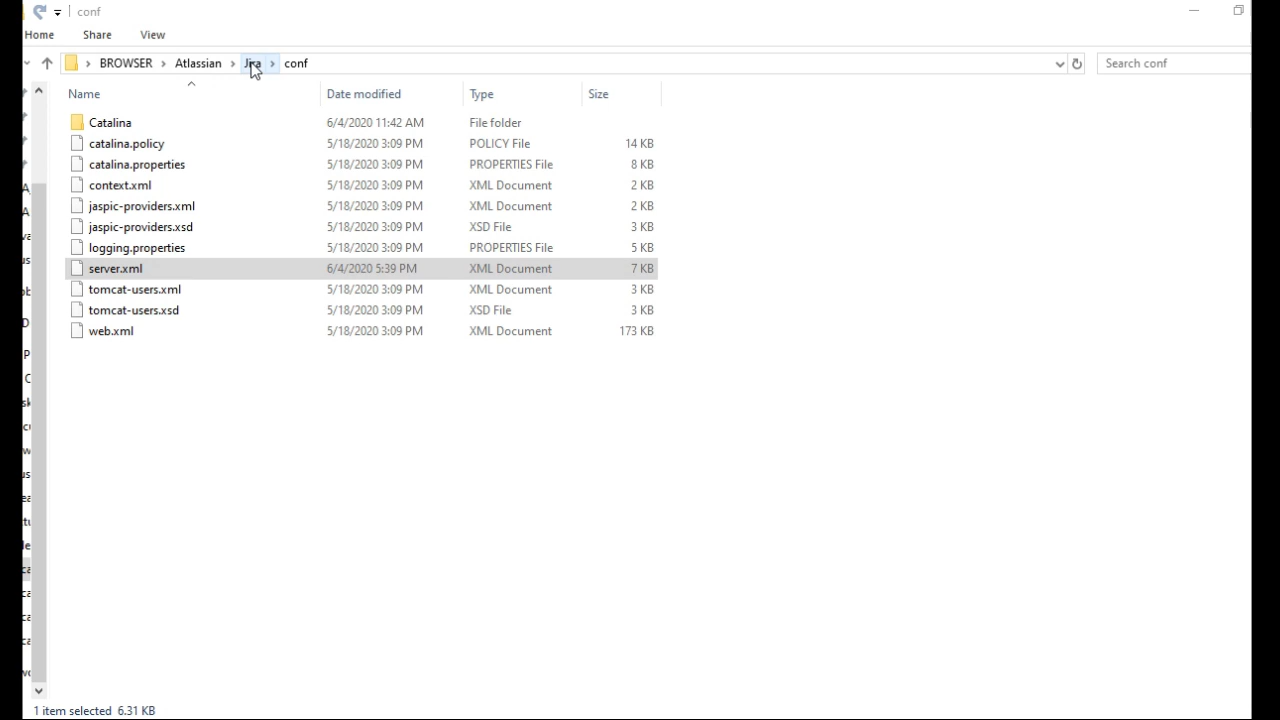 conf
Home Share View
BROWSER Atlassian Jira conf Search conf
Name Date modified Type Size
Catalina 6/4/2020 11:42 AM File folder
catalina.policy 5/18/2020 3:09 PM POLICY File 14 KB
catalina.properties 5/18/2020 3:09 PM PROPERTIES File 8 KB
context.xml 5/18/2020 3:09 PM XML Document 2 KB
jaspic-providers.xml 5/18/2020 3:09 PM XML Document 2 KB
jaspic-providers.xsd 5/18/2020 3:09 PM XSD File 3 KB
logging.properties 5/18/2020 3:09 PM PROPERTIES File 5 KB
server.xml 6/4/2020 5:39 PM XML Document 7 KB
tomcat-users.xml 5/18/2020 3:09 PM XML Document 3 KB
tomcat-users.xsd 5/18/2020 3:09 PM XSD File 3 KB
web.xml 5/18/2020 3:09 PM XML Document 173 KB
1 item selected 6.31 KB